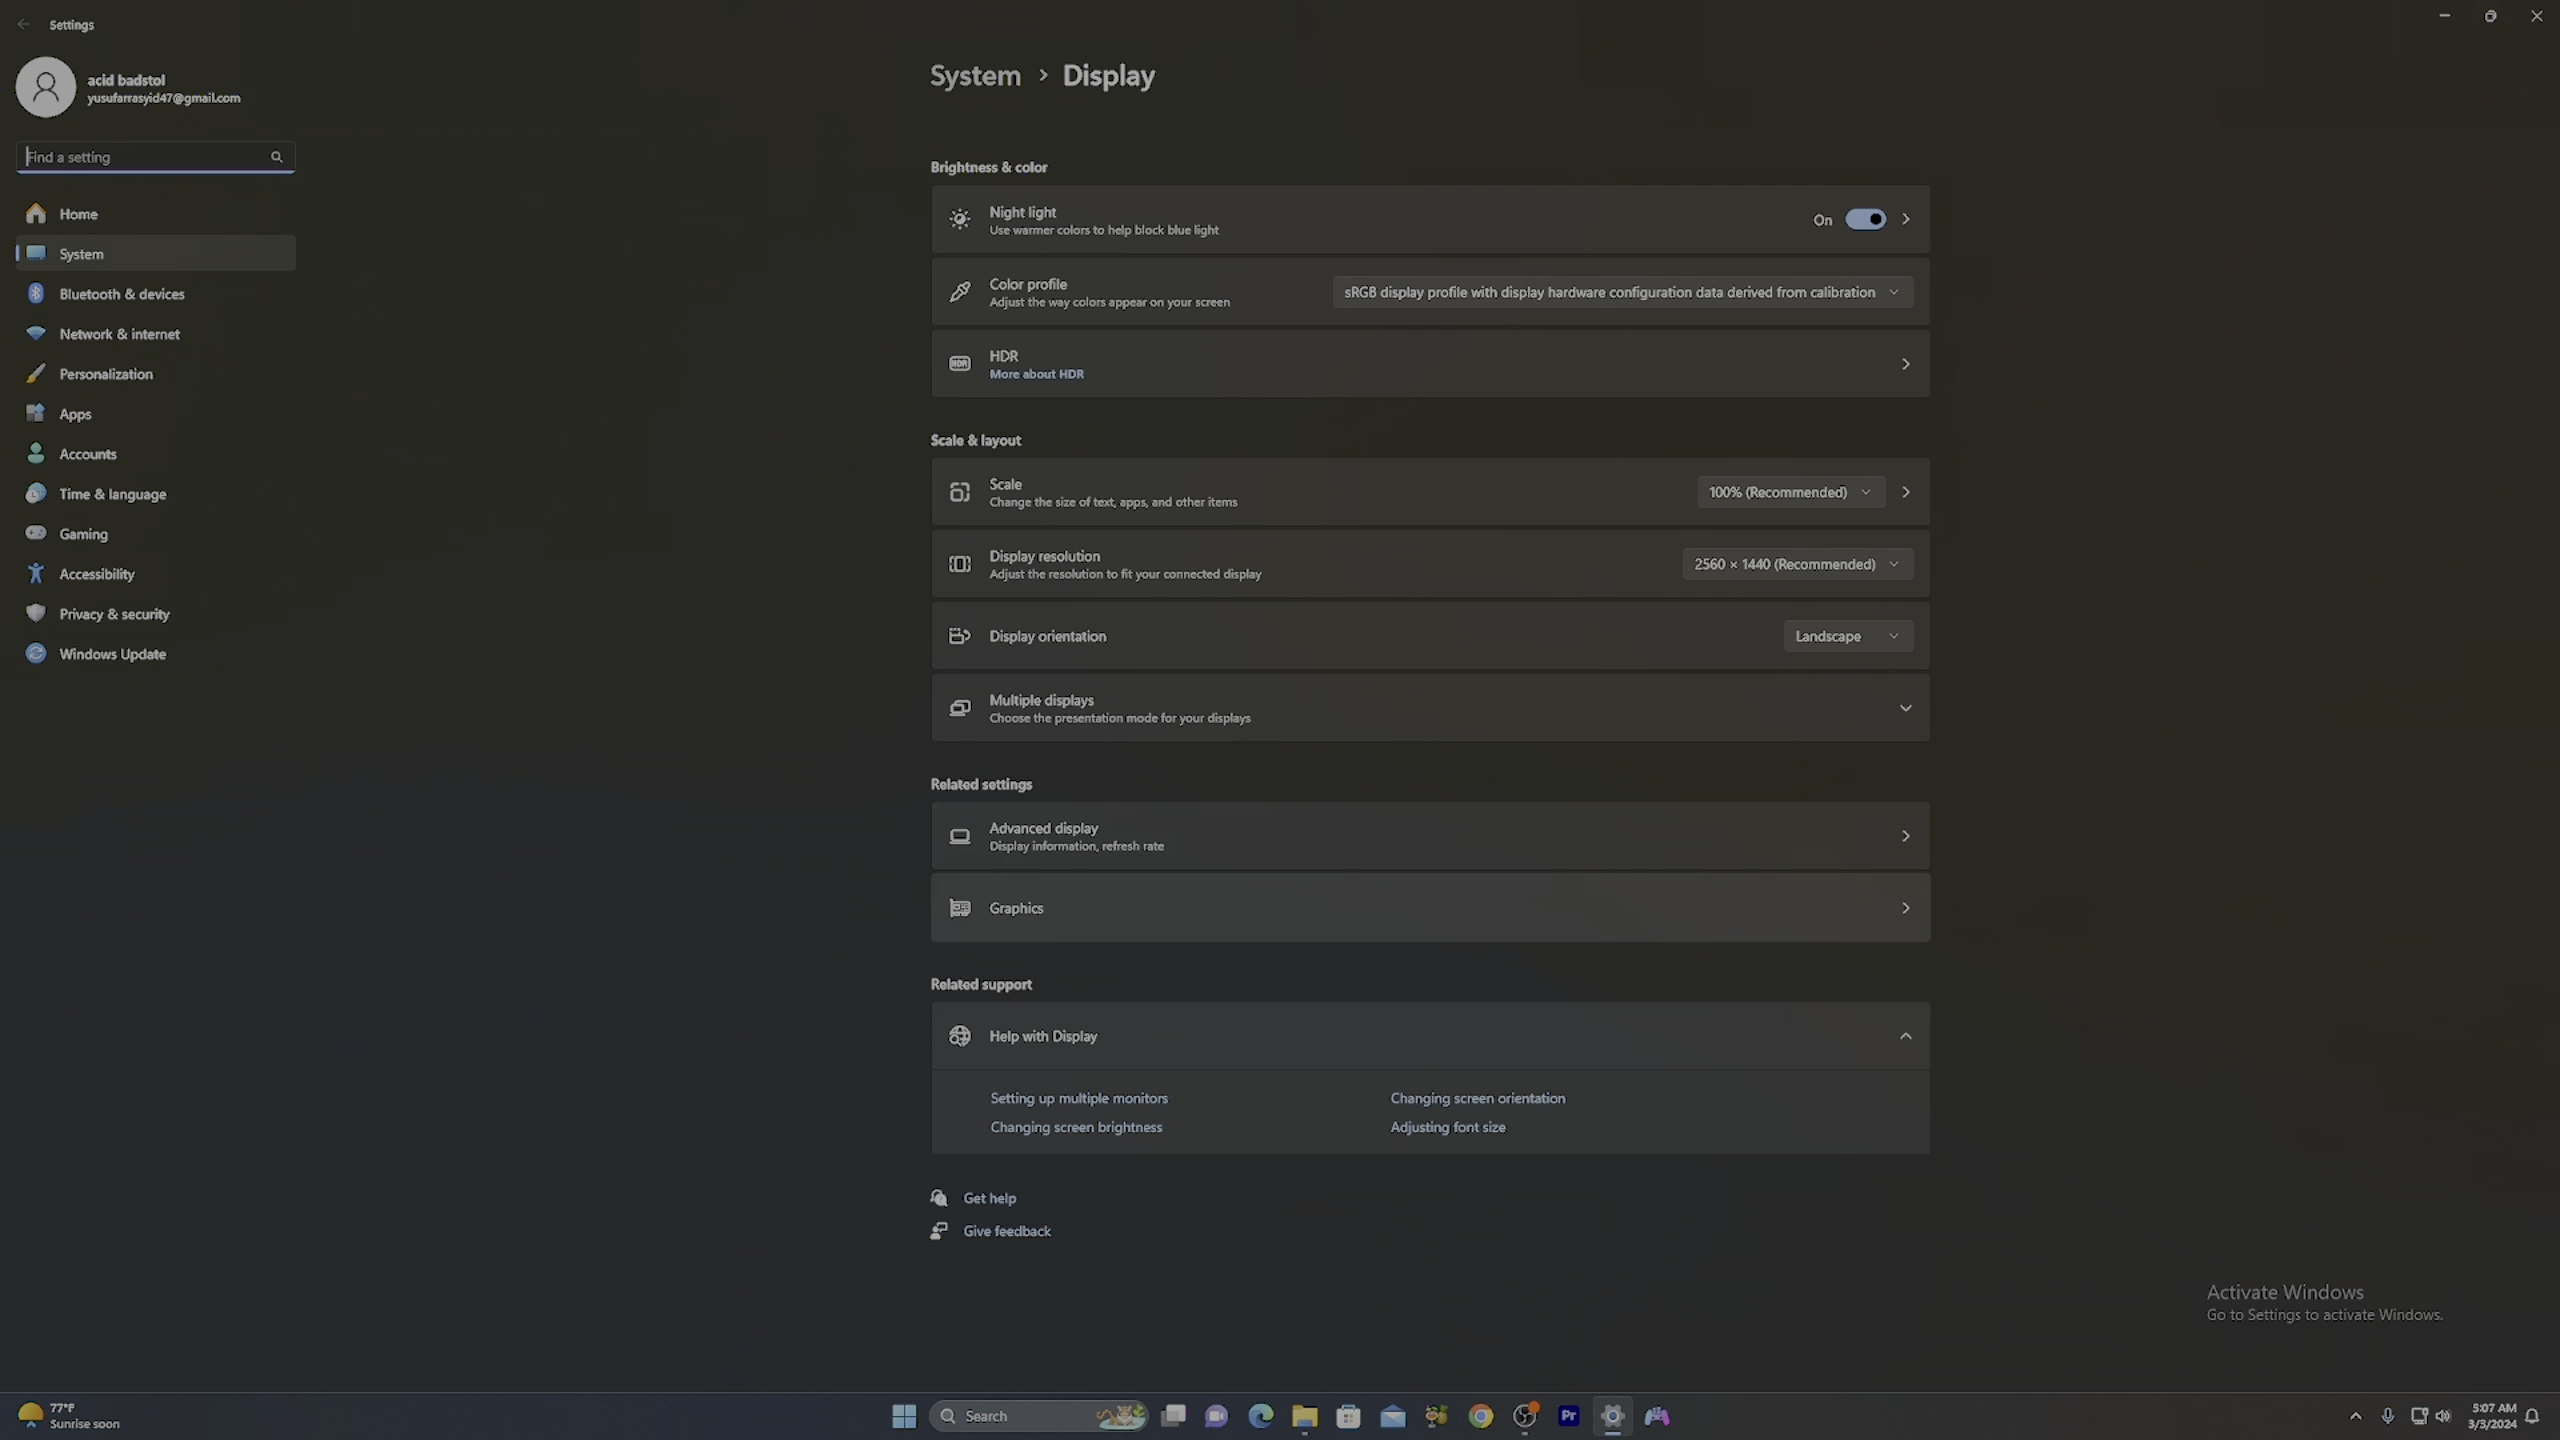 Settings
acid badstol
yusufarrasyid47@gmail.com
Find a setting
Home
System
Bluetooth & devices
Network & internet
Personalization
Apps
Accounts
Time & language
Gaming
Accessibility
Privacy & security
Windows Update
System > Display
Brightness & color
Night light
Use warmer colors to help block blue light
On
Color profile
Adjust the way colors appear on your screen
sRGB display profile with display hardware configuration data derived from calibration
HDR
HDR
More about HDR
Scale & layout
Scale
Change the size of text, apps, and other items
100% (Recommended)
Display resolution
Adjust the resolution to fit your connected display
2560 × 1440 (Recommended)
Display orientation
Landscape
Multiple displays
Choose the presentation mode for your displays
Related settings
Advanced display
Display information, refresh rate
Graphics
Related support
Help with Display
Setting up multiple monitors
Changing screen orientation
Changing screen brightness
Adjusting font size
Get help
Give feedback
Activate Windows
Go to Settings to activate Windows.
77°F
Sunrise soon
Search
Pr
5:07 AM
3/3/2024